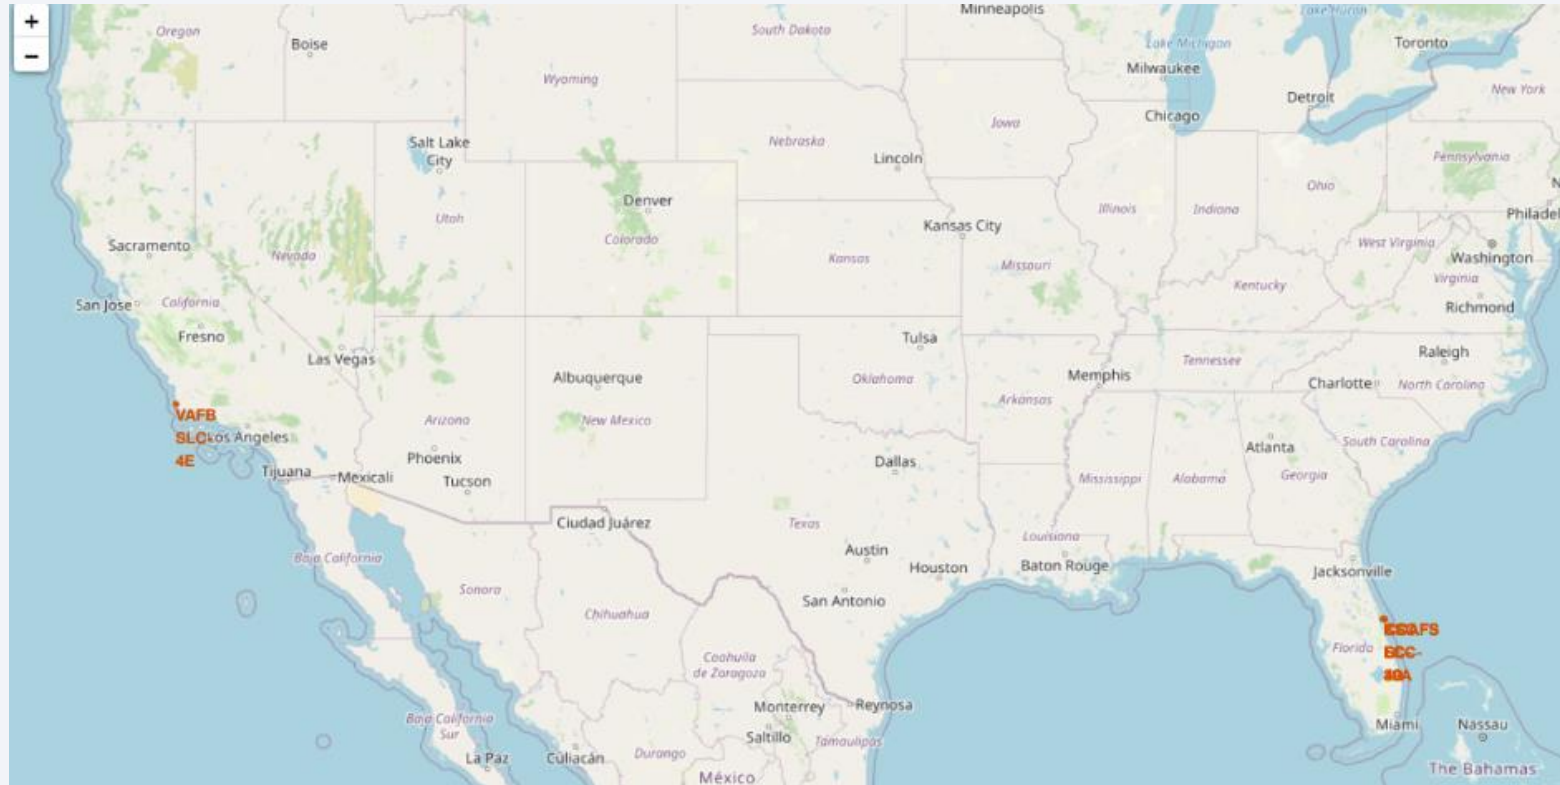 +
−
Minneapolis
Lake Huron
Oregon
South Dakota
Boise
Lake Michigan
Toronto
Milwaukee
Wyoming
New York
Detroit
Chicago
Iowa
Salt Lake
City
Nebraska
Lincoln
Pennsylvania
Ohio
Denver
Illinois
Indiana
Philadel
Utah
Kansas City
Colorado
Sacramento
West Virginia
Nevada
Kansas
Missouri
Washington
Virginia
Kentucky
San Jose
California
Richmond
Fresno
Tulsa
Las Vegas
Raleigh
Tennessee
Albuquerque
Oklahoma
Memphis
Charlotte
North Carolina
Arkansas
VAFB
SLC-
4E
Los Angeles
Arizona
New Mexico
Phoenix
Dallas
Atlanta
South Carolina
Tijuana
Mexicali
Tucson
Mississippi
Alabama
Georgia
Ciudad Juárez
Texas
Louisiana
Austin
Baja California
Houston
Baton Rouge
Jacksonville
Sonora
San Antonio
Chihuahua
Florida
Coahuila
de Zaragoza
Monterrey
Reynosa
Baja California
Sur
Miami
Nassau
Saltillo
Tamaulipas
La Paz
Culiacán
Durango
México
The Bahamas